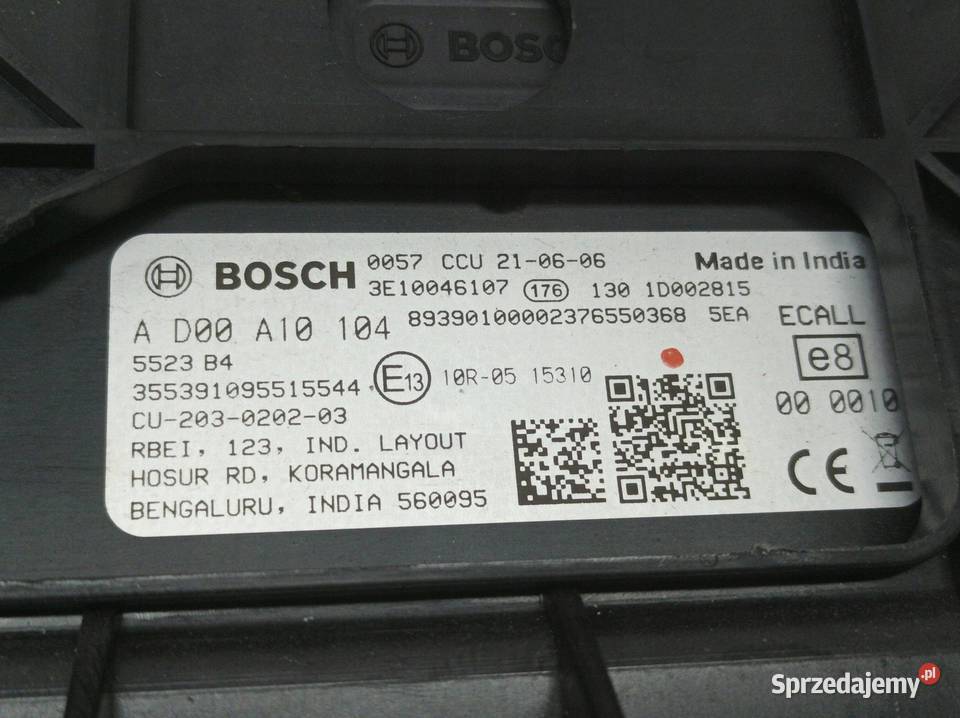 BOSCH
BOSCH 0057 CCU 21-06-06 Made in India
3E10046107 176 130 1D002815
A D00 A10 104 89390100002376550368 5EA ECALL
5523 B4 e8
355391095515544 E13 10R-05 15310
CU-203-0202-03 00 0010
RBEI, 123, IND. LAYOUT
HOSUR RD, KORAMANGALA CE
BENGALURU, INDIA 560095
Sprzedajemy.pl